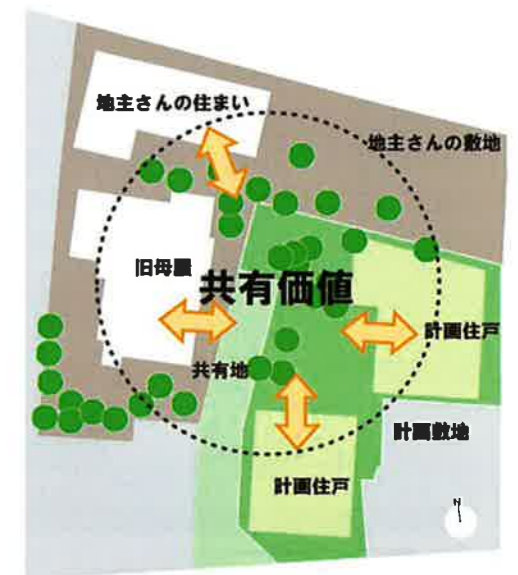 地主さんの住まい
地主さんの敷地
旧母屋
共有価値
計画住戸
共有地
計画敷地
計画住戸
N